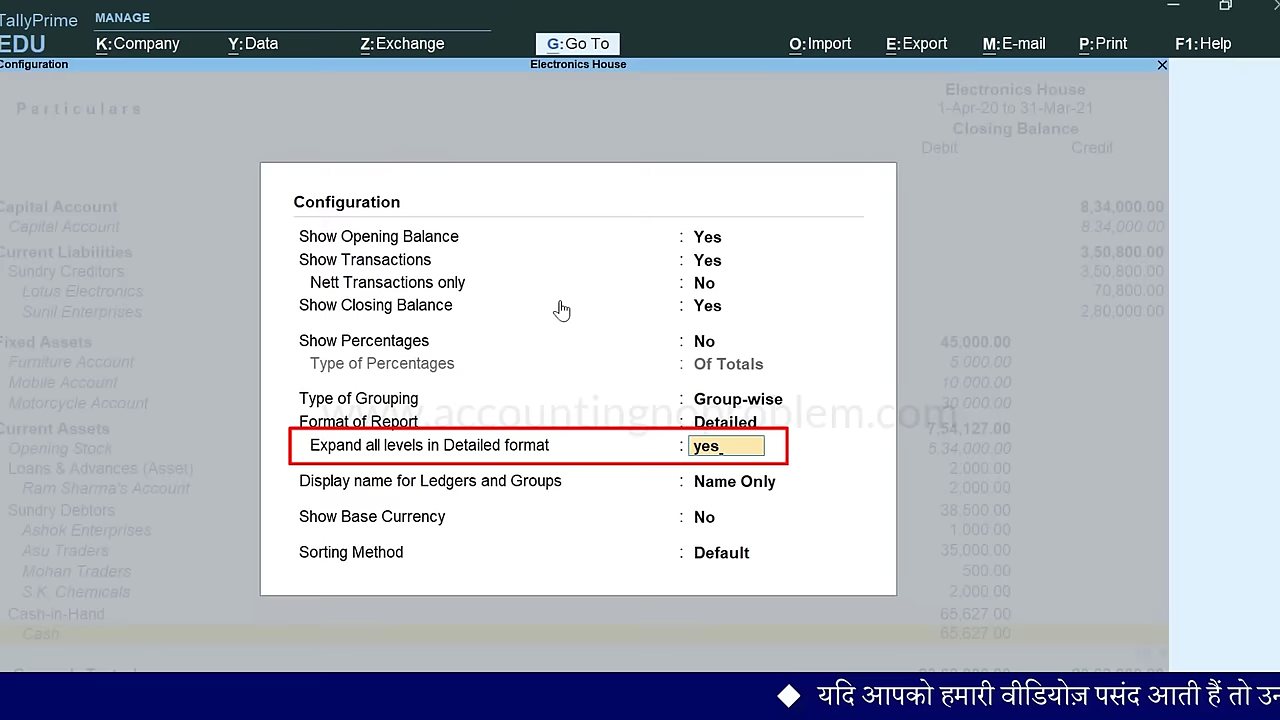 TallyPrime MANAGE
EDU K:Company Y:Data Z:Exchange G:Go To O:Import E:Export M:E-mail P:Print F1:Help
Configuration Electronics House
Particulars Electronics House
1-Apr-20 to 31-Mar-21
Closing Balance
Debit Credit
Capital Account 8,34,000.00
Capital Account 8,34,000.00
Current Liabilities 3,50,800.00
Sundry Creditors 3,50,800.00
Lotus Electronics 70,800.00
Sunil Enterprises 2,80,000.00
Fixed Assets 45,000.00
Furniture Account 5,000.00
Mobile Account 10,000.00
Motorcycle Account 30,000.00
Current Assets 7,54,127.00
Opening Stock 5,34,000.00
Loans & Advances (Asset) 2,000.00
Ram Sharma's Account 2,000.00
Sundry Debtors 38,500.00
Ashok Enterprises 1,000.00
Asu Traders 35,000.00
Mohan Traders 500.00
S.K. Chemicals 2,000.00
Cash-in-Hand 65,627.00
Cash 65,627.00
Configuration
Show Opening Balance : Yes
Show Transactions : Yes
Nett Transactions only : No
Show Closing Balance : Yes
Show Percentages : No
Type of Percentages : Of Totals
Type of Grouping : Group-wise
www.accountingnoproblem.com
Format of Report : Detailed
Expand all levels in Detailed format : yes_
Display name for Ledgers and Groups : Name Only
Show Base Currency : No
Sorting Method : Default
◆ यदि आपको हमारी वीडियोज़ पसंद आती हैं तो